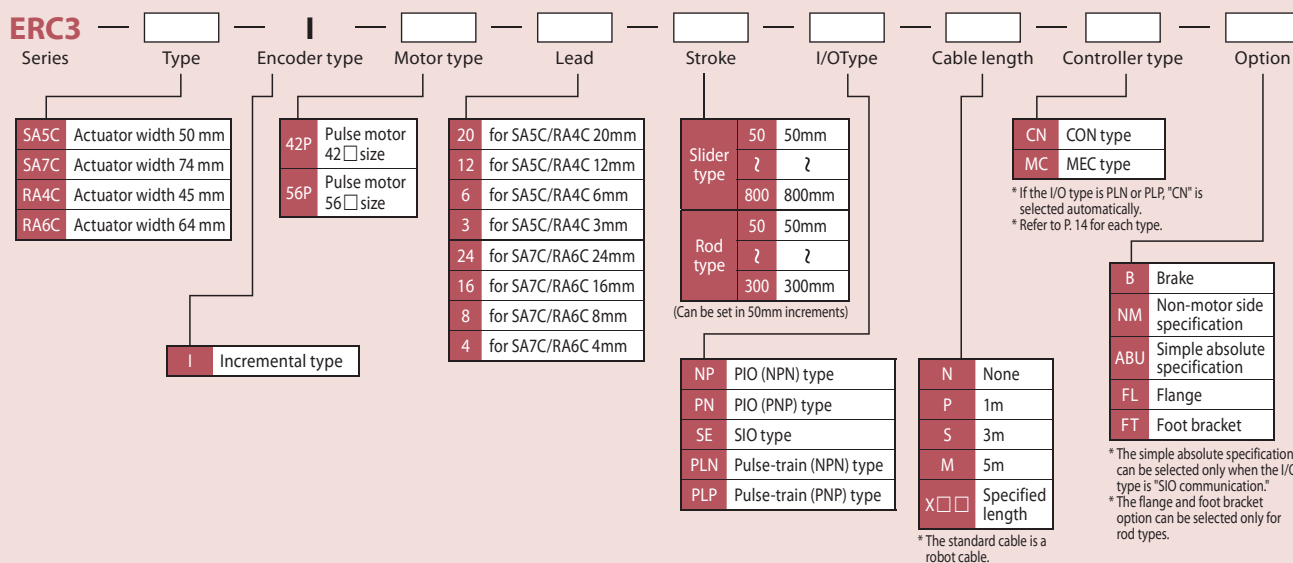 ERC3 — — I — — — — — — —
Series Type Encoder type Motor type Lead Stroke I/OType Cable length Controller type Option
SA5C Actuator width 50 mm
SA7C Actuator width 74 mm
RA4C Actuator width 45 mm
RA6C Actuator width 64 mm
I Incremental type
42P Pulse motor
42□size
56P Pulse motor
56□size
20 for SA5C/RA4C 20mm
12 for SA5C/RA4C 12mm
6 for SA5C/RA4C 6mm
3 for SA5C/RA4C 3mm
24 for SA7C/RA6C 24mm
16 for SA7C/RA6C 16mm
8 for SA7C/RA6C 8mm
4 for SA7C/RA6C 4mm
Slider
type
50 50mm
≀ ≀
800 800mm
Rod
type
50 50mm
≀ ≀
300 300mm
(Can be set in 50mm increments)
NP PIO (NPN) type
PN PIO (PNP) type
SE SIO type
PLN Pulse-train (NPN) type
PLP Pulse-train (PNP) type
N None
P 1m
S 3m
M 5m
X□□ Specified
length
* The standard cable is a
robot cable.
CN CON type
MC MEC type
* If the I/O type is PLN or PLP, "CN" is
selected automatically.
* Refer to P. 14 for each type.
B Brake
NM Non-motor side
specification
ABU Simple absolute
specification
FL Flange
FT Foot bracket
* The simple absolute specification
can be selected only when the I/O
type is "SIO communication."
* The flange and foot bracket
option can be selected only for
rod types.